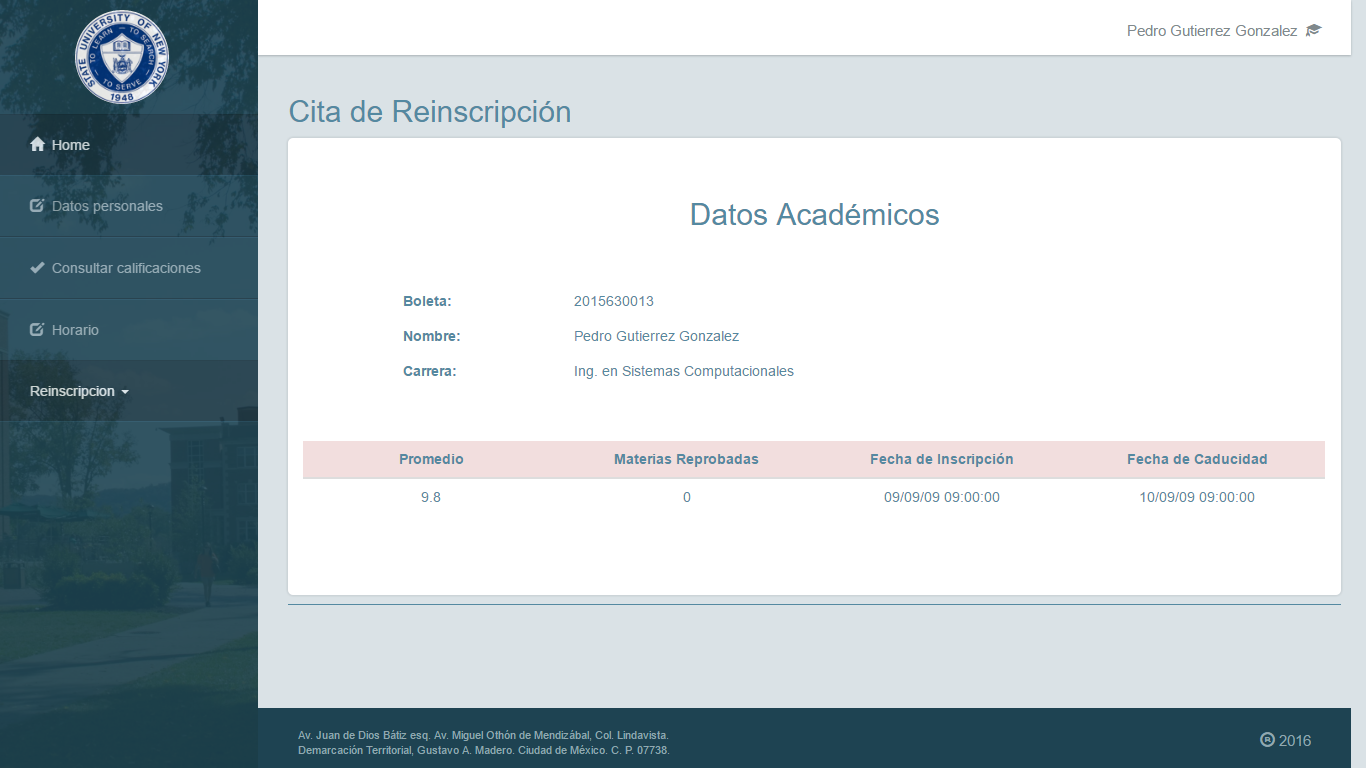 STATE UNIVERSITY OF NEW YORK
TO LEARN — TO SEARCH
TO SERVE
1948
Pedro Gutierrez Gonzalez
Home
Datos personales
Consultar calificaciones
Horario
Reinscripcion
Cita de Reinscripción
Datos Académicos
Boleta: 2015630013
Nombre: Pedro Gutierrez Gonzalez
Carrera: Ing. en Sistemas Computacionales
Promedio Materias Reprobadas Fecha de Inscripción Fecha de Caducidad
9.8 0 09/09/09 09:00:00 10/09/09 09:00:00
Av. Juan de Dios Bátiz esq. Av. Miguel Othón de Mendizábal, Col. Lindavista.
Demarcación Territorial, Gustavo A. Madero. Ciudad de México. C. P. 07738.
® 2016